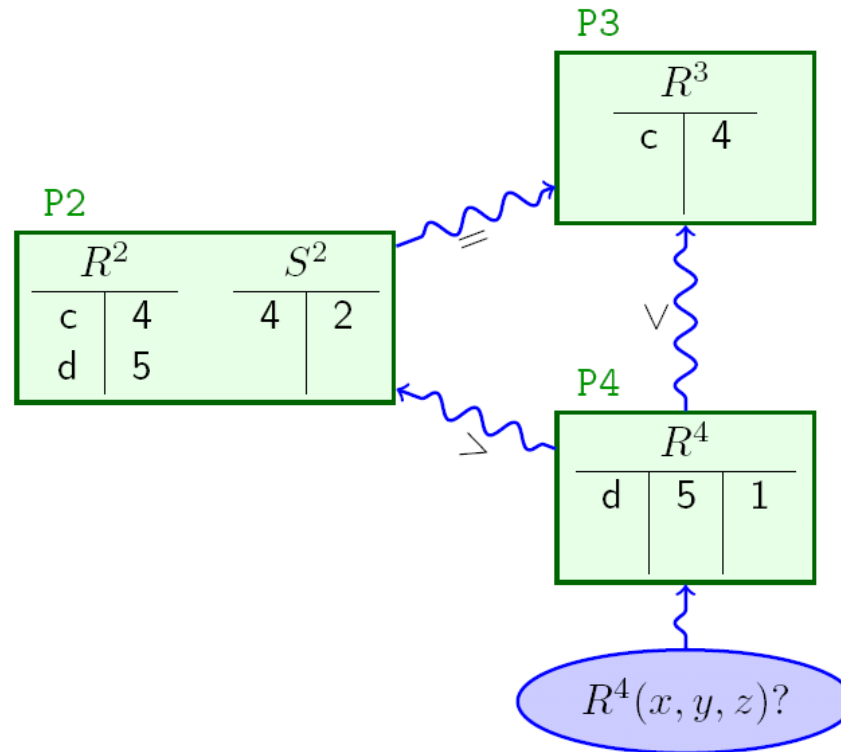 P3
R³
c 4
P2
R² S²
c 4 4 2
d 5
=
<
P4
<
R⁴
d 5 1
R⁴(x, y, z)?